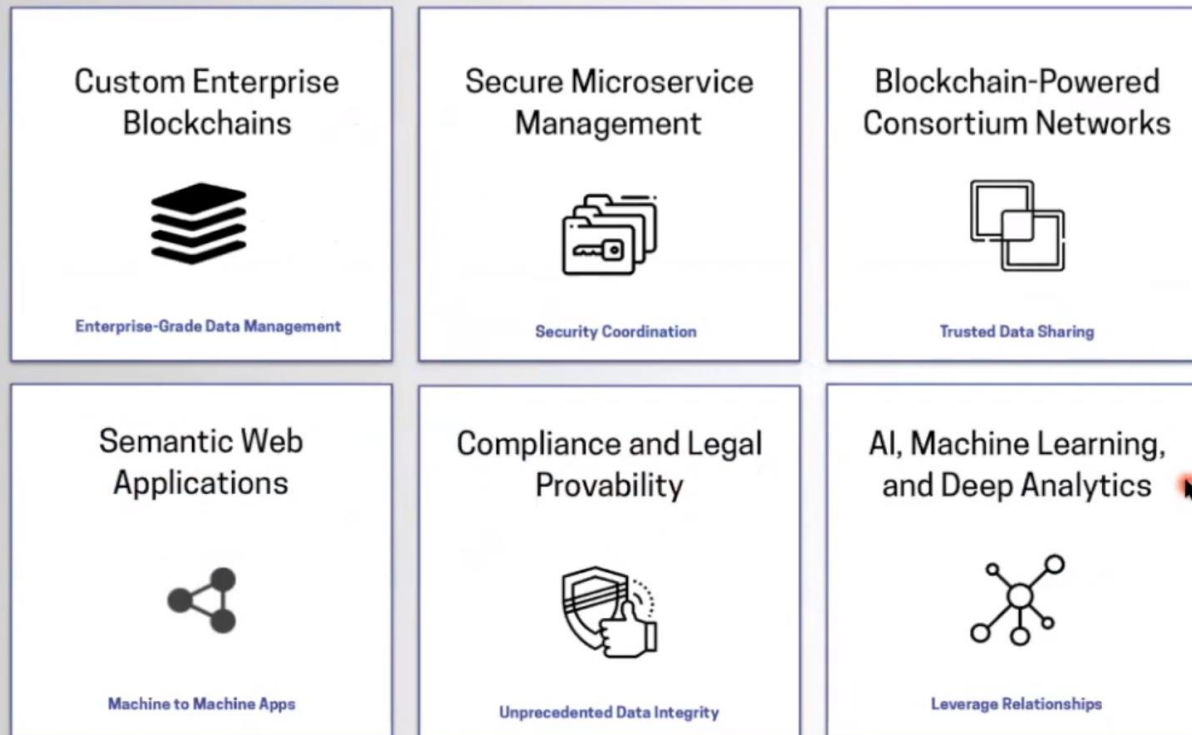 Custom Enterprise
Blockchains
Enterprise-Grade Data Management
Secure Microservice
Management
Security Coordination
Blockchain-Powered
Consortium Networks
Trusted Data Sharing
Semantic Web
Applications
Machine to Machine Apps
Compliance and Legal
Provability
Unprecedented Data Integrity
AI, Machine Learning,
and Deep Analytics
Leverage Relationships